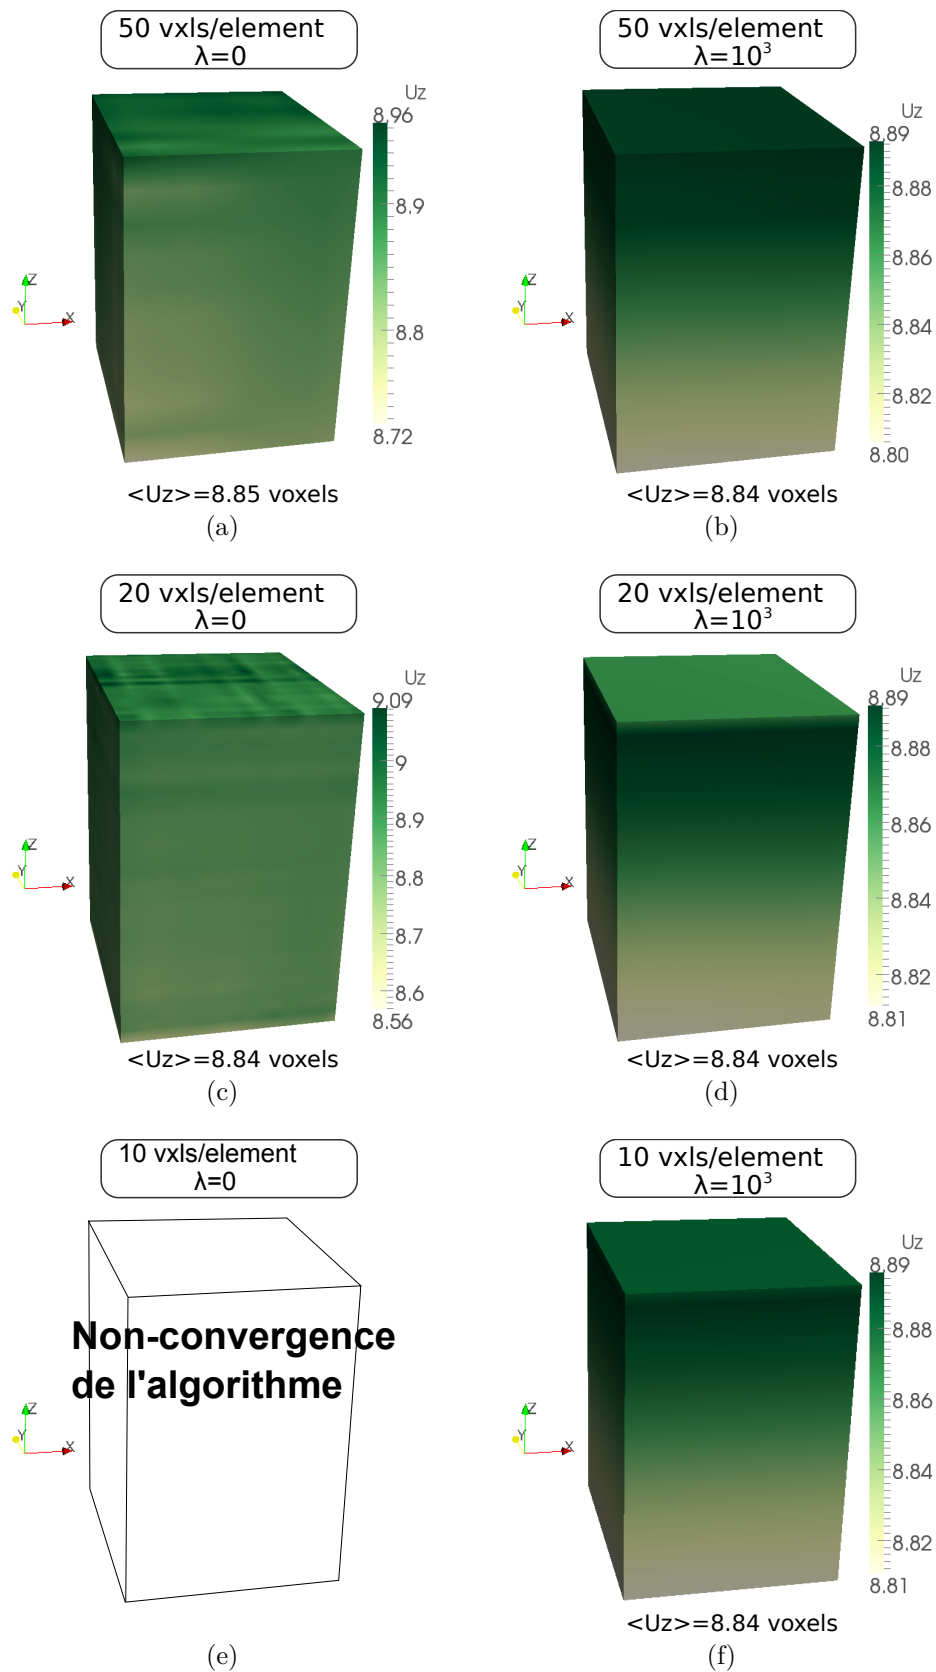 50 vxls/element
λ=0
Uz
8.96
8.9
8.8
8.72
Z
Y
X
<Uz>=8.85 voxels
(a)
50 vxls/element
λ=10³
Uz
8.89
8.88
8.86
8.84
8.82
8.80
Z
Y
X
<Uz>=8.84 voxels
(b)
20 vxls/element
λ=0
Uz
9.09
9
8.9
8.8
8.7
8.6
8.56
Z
Y
X
<Uz>=8.84 voxels
(c)
20 vxls/element
λ=10³
Uz
8.89
8.88
8.86
8.84
8.82
8.81
Z
Y
X
<Uz>=8.84 voxels
(d)
10 vxls/element
λ=0
Non-convergence
de l'algorithme
Z
Y
X
(e)
10 vxls/element
λ=10³
Uz
8.89
8.88
8.86
8.84
8.82
8.81
Z
Y
X
<Uz>=8.84 voxels
(f)